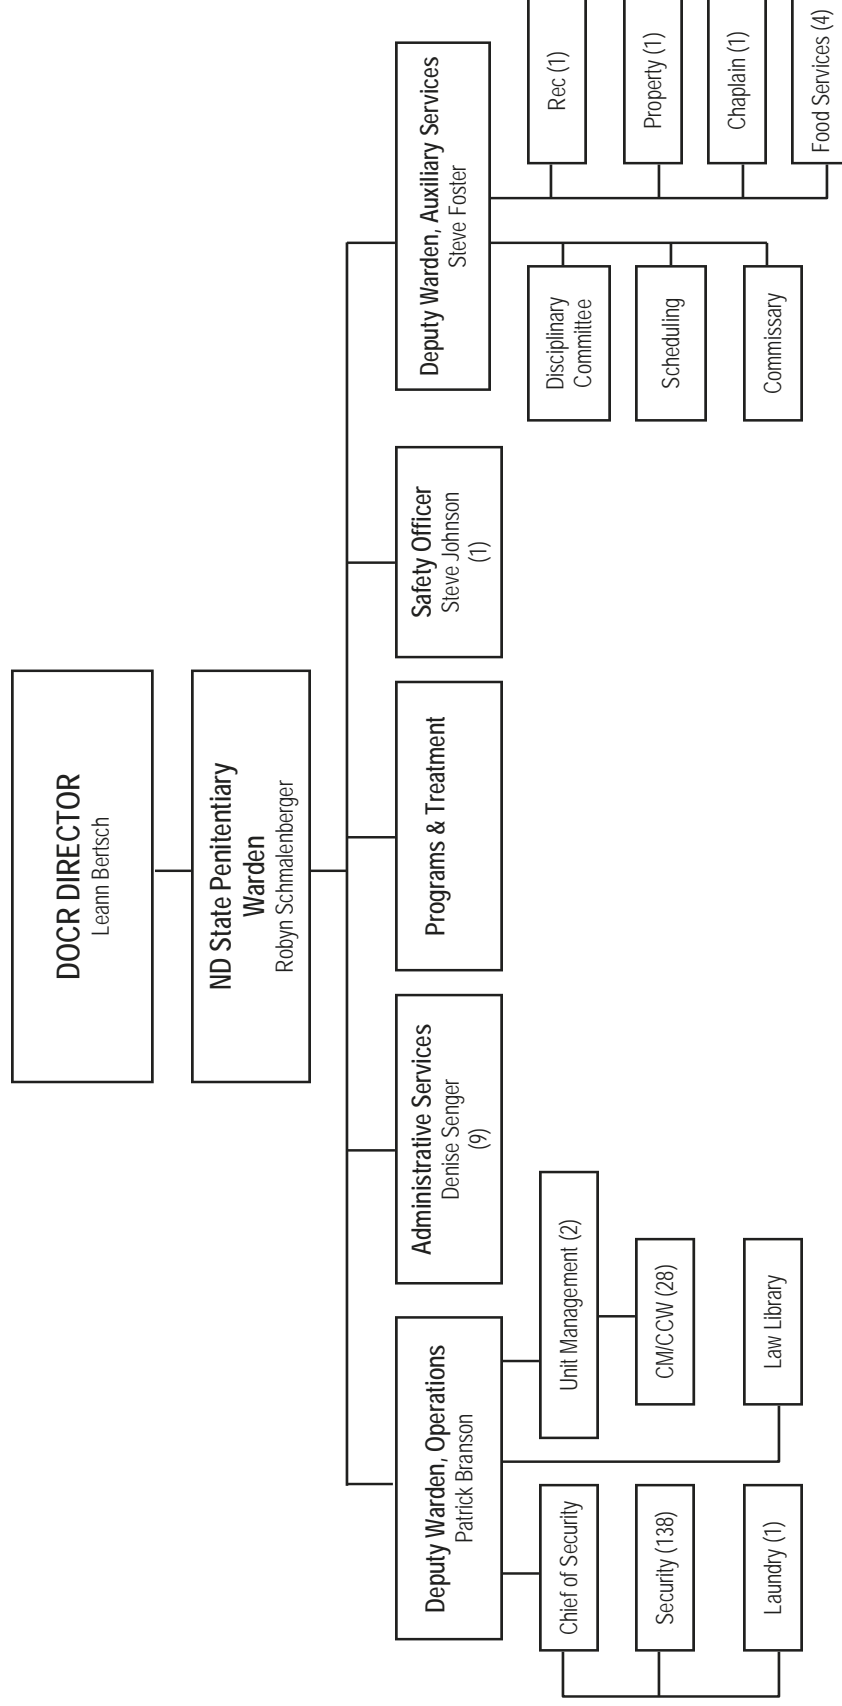 DOCR DIRECTOR
Leann Bertsch
ND State Penitentiary
Warden
Robyn Schmalenberger
Deputy Warden, Operations
Patrick Branson
Administrative Services
Denise Senger
(9)
Programs & Treatment
Safety Officer
Steve Johnson
(1)
Deputy Warden, Auxiliary Services
Steve Foster
Chief of Security
Security (138)
Laundry (1)
Unit Management (2)
CM/CCW (28)
Law Library
Disciplinary
Committee
Scheduling
Commissary
Rec (1)
Property (1)
Chaplain (1)
Food Services (4)